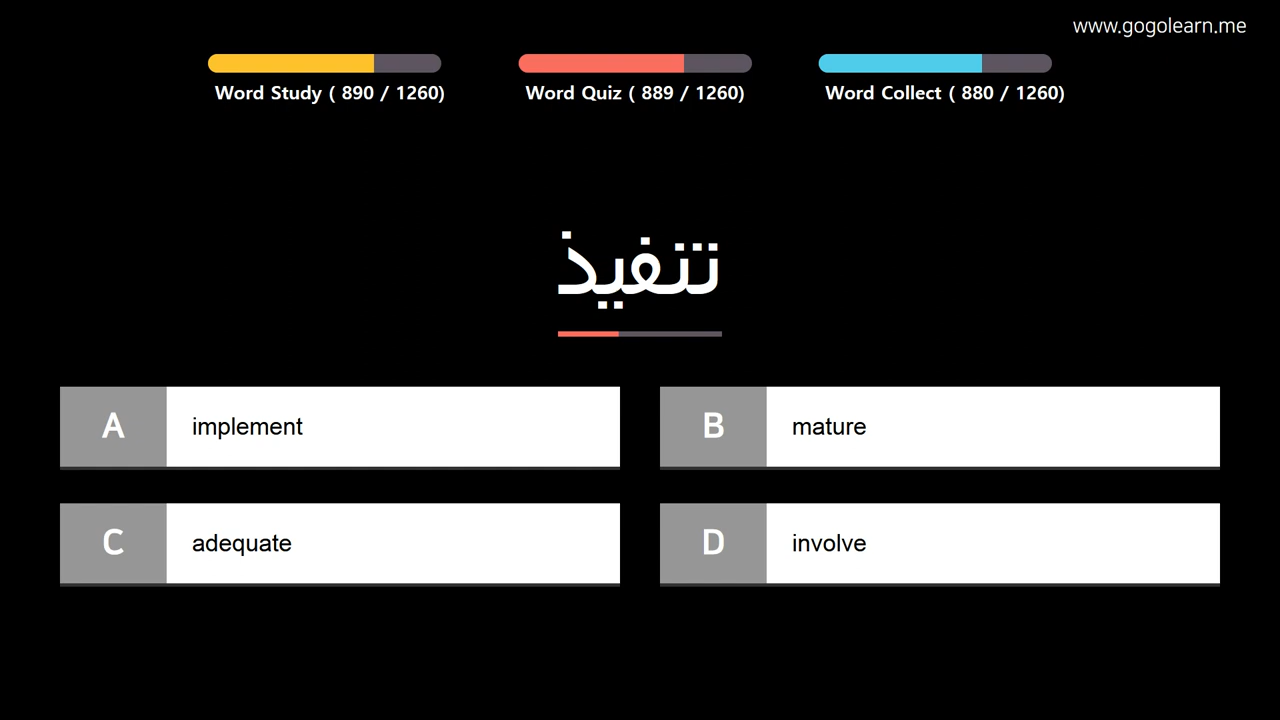 www.gogolearn.me
Word Study ( 890 / 1260)
Word Quiz ( 889 / 1260)
Word Collect ( 880 / 1260)
تنفيذ
A implement
B mature
C adequate
D involve